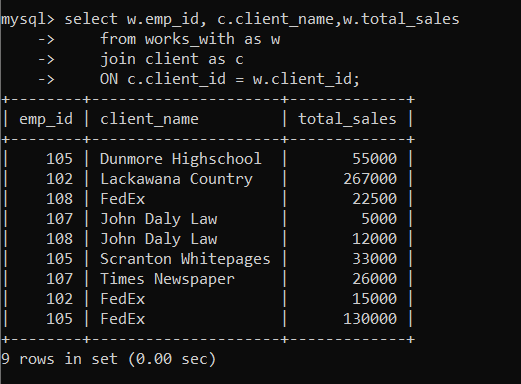 mysql> select w.emp_id, c.client_name,w.total_sales
    ->     from works_with as w
    ->     join client as c
    ->     ON c.client_id = w.client_id;
+--------+--------------------+-------------+
| emp_id | client_name        | total_sales |
+--------+--------------------+-------------+
|    105 | Dunmore Highschool |       55000 |
|    102 | Lackawana Country  |      267000 |
|    108 | FedEx              |       22500 |
|    107 | John Daly Law      |        5000 |
|    108 | John Daly Law      |       12000 |
|    105 | Scranton Whitepages |       33000 |
|    107 | Times Newspaper    |       26000 |
|    102 | FedEx              |       15000 |
|    105 | FedEx              |      130000 |
+--------+--------------------+-------------+
9 rows in set (0.00 sec)